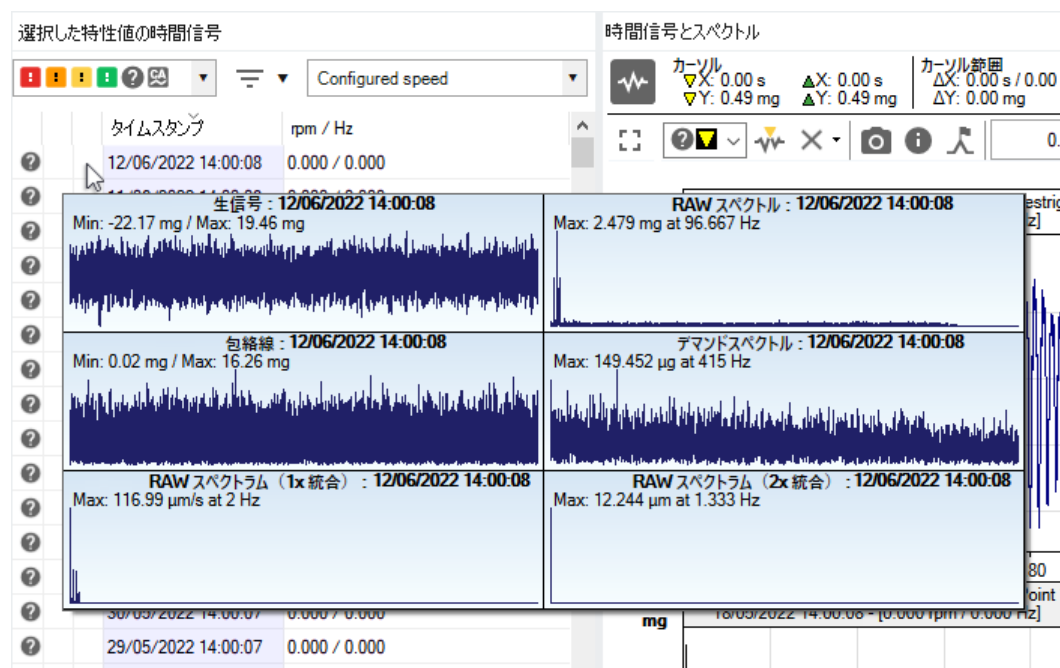 選択した特性値の時間信号
時間信号とスペクトル
CA
Configured speed
カーソル
X: 0.00 s
X: 0.00 s
Y: 0.49 mg
Y: 0.49 mg
カーソル範囲
ΔX: 0.00 s / 0.00
ΔY: 0.00 mg
タイムスタンプ
rpm / Hz
0.
12/06/2022 14:00:08
0.000 / 0.000
生信号 : 12/06/2022 14:00:08
Min: -22.17 mg / Max: 19.46 mg
RAW スペクトル : 12/06/2022 14:00:08
Max: 2.479 mg at 96.667 Hz
包絡線 : 12/06/2022 14:00:08
Min: 0.02 mg / Max: 16.26 mg
デマンドスペクトル : 12/06/2022 14:00:08
Max: 149.452 µg at 415 Hz
RAW スペクトラム（1x 統合） : 12/06/2022 14:00:08
Max: 116.99 µm/s at 2 Hz
RAW スペクトラム（2x 統合） : 12/06/2022 14:00:08
Max: 12.244 µm at 1.333 Hz
80
30/05/2022 14:00:07
0.000 / 0.000
mg
18/05/2022 14:00:08 - [0.000 rpm / 0.000 Hz]
29/05/2022 14:00:07
0.000 / 0.000